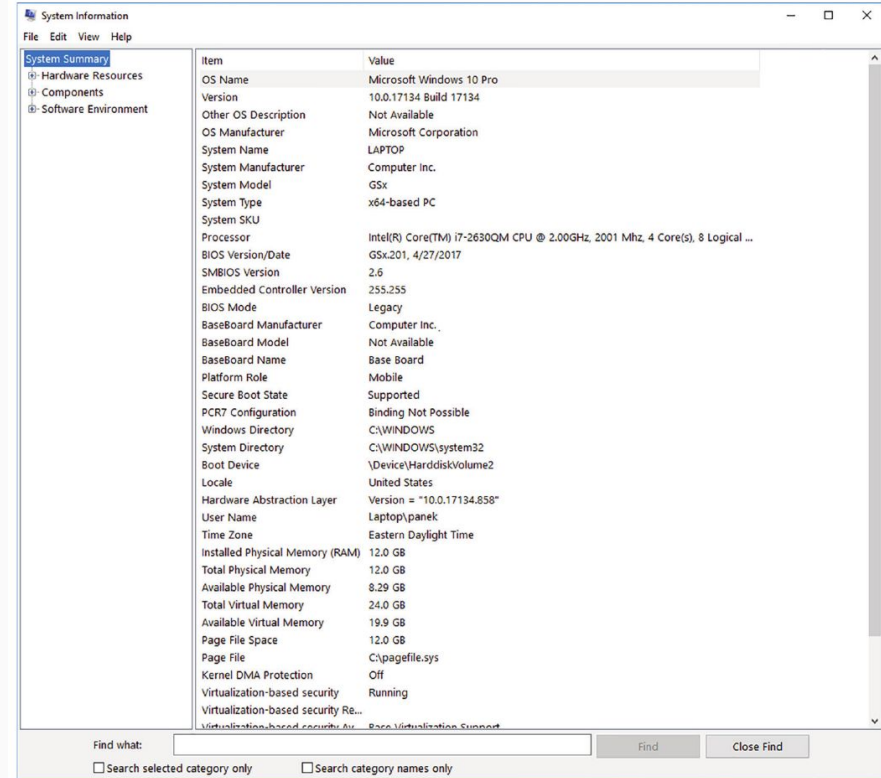 System Information
File Edit View Help
System Summary
Hardware Resources
Components
Software Environment
Item Value
OS Name Microsoft Windows 10 Pro
Version 10.0.17134 Build 17134
Other OS Description Not Available
OS Manufacturer Microsoft Corporation
System Name LAPTOP
System Manufacturer Computer Inc.
System Model GSx
System Type x64-based PC
System SKU
Processor Intel(R) Core(TM) i7-2630QM CPU @ 2.00GHz, 2001 Mhz, 4 Core(s), 8 Logical ...
BIOS Version/Date GSx.201, 4/27/2017
SMBIOS Version 2.6
Embedded Controller Version 255.255
BIOS Mode Legacy
BaseBoard Manufacturer Computer Inc.
BaseBoard Model Not Available
BaseBoard Name Base Board
Platform Role Mobile
Secure Boot State Supported
PCR7 Configuration Binding Not Possible
Windows Directory C:\WINDOWS
System Directory C:\WINDOWS\system32
Boot Device \Device\HarddiskVolume2
Locale United States
Hardware Abstraction Layer Version = "10.0.17134.858"
User Name Laptop\panek
Time Zone Eastern Daylight Time
Installed Physical Memory (RAM) 12.0 GB
Total Physical Memory 12.0 GB
Available Physical Memory 8.29 GB
Total Virtual Memory 24.0 GB
Available Virtual Memory 19.9 GB
Page File Space 12.0 GB
Page File C:\pagefile.sys
Kernel DMA Protection Off
Virtualization-based security Running
Virtualization-based security Re...
Virtualization-based security Av... Base Virtualization Support
Find what: Find Close Find
Search selected category only Search category names only